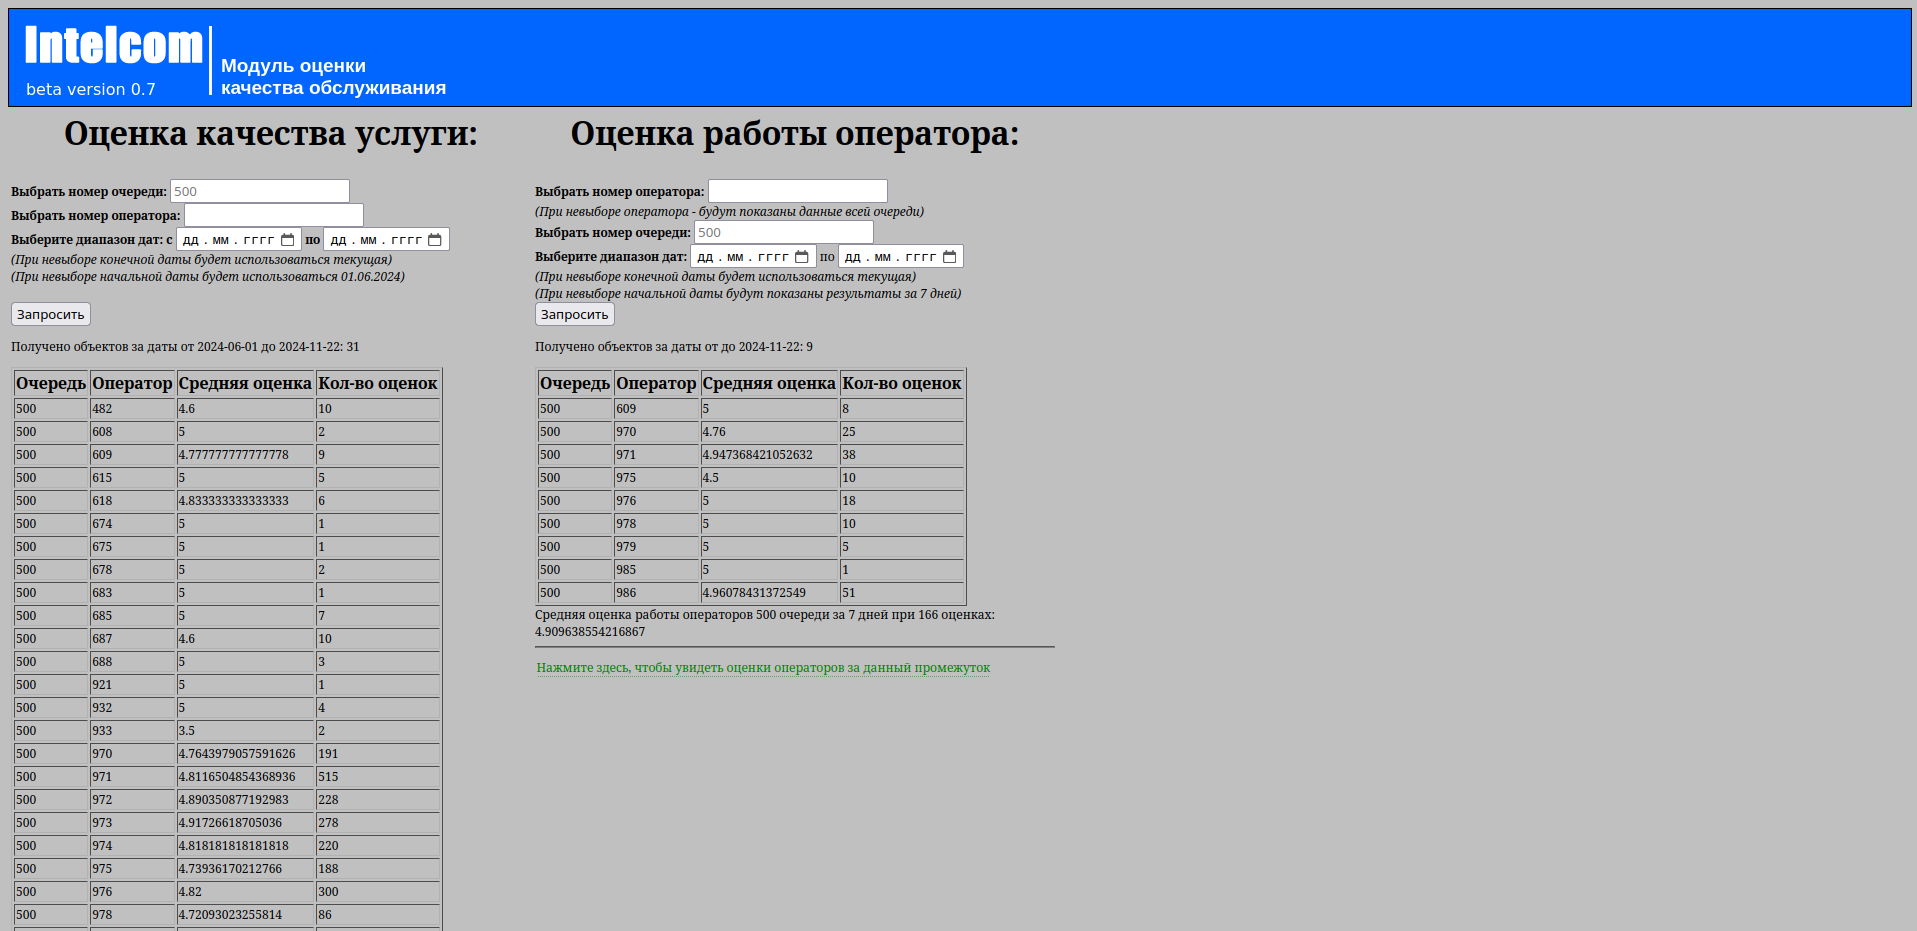 Intelcom
beta version 0.7
Модуль оценки
качества обслуживания
Оценка качества услуги:
Выбрать номер очереди: 500
Выбрать номер оператора:
Выберите диапазон дат: с дд . мм . гггг по дд . мм . гггг
(При невыборе конечной даты будет использоваться текущая)
(При невыборе начальной даты будет использоваться 01.06.2024)
Запросить
Получено объектов за даты от 2024-06-01 до 2024-11-22: 31
Очередь Оператор Средняя оценка Кол-во оценок
500 482 4.6 10
500 608 5 2
500 609 4.777777777777778 9
500 615 5 5
500 618 4.833333333333333 6
500 674 5 1
500 675 5 1
500 678 5 2
500 683 5 1
500 685 5 7
500 687 4.6 10
500 688 5 3
500 921 5 1
500 932 5 4
500 933 3.5 2
500 970 4.7643979057591626 191
500 971 4.8116504854368936 515
500 972 4.890350877192983 228
500 973 4.91726618705036 278
500 974 4.818181818181818 220
500 975 4.73936170212766 188
500 976 4.82 300
500 978 4.72093023255814 86
Оценка работы оператора:
Выбрать номер оператора:
(При невыборе оператора - будут показаны данные всей очереди)
Выбрать номер очереди: 500
Выберите диапазон дат: дд . мм . гггг по дд . мм . гггг
(При невыборе конечной даты будет использоваться текущая)
(При невыборе начальной даты будут показаны результаты за 7 дней)
Запросить
Получено объектов за даты от до 2024-11-22: 9
Очередь Оператор Средняя оценка Кол-во оценок
500 609 5 8
500 970 4.76 25
500 971 4.947368421052632 38
500 975 4.5 10
500 976 5 18
500 978 5 10
500 979 5 5
500 985 5 1
500 986 4.96078431372549 51
Средняя оценка работы операторов 500 очереди за 7 дней при 166 оценках:
4.909638554216867
Нажмите здесь, чтобы увидеть оценки операторов за данный промежуток